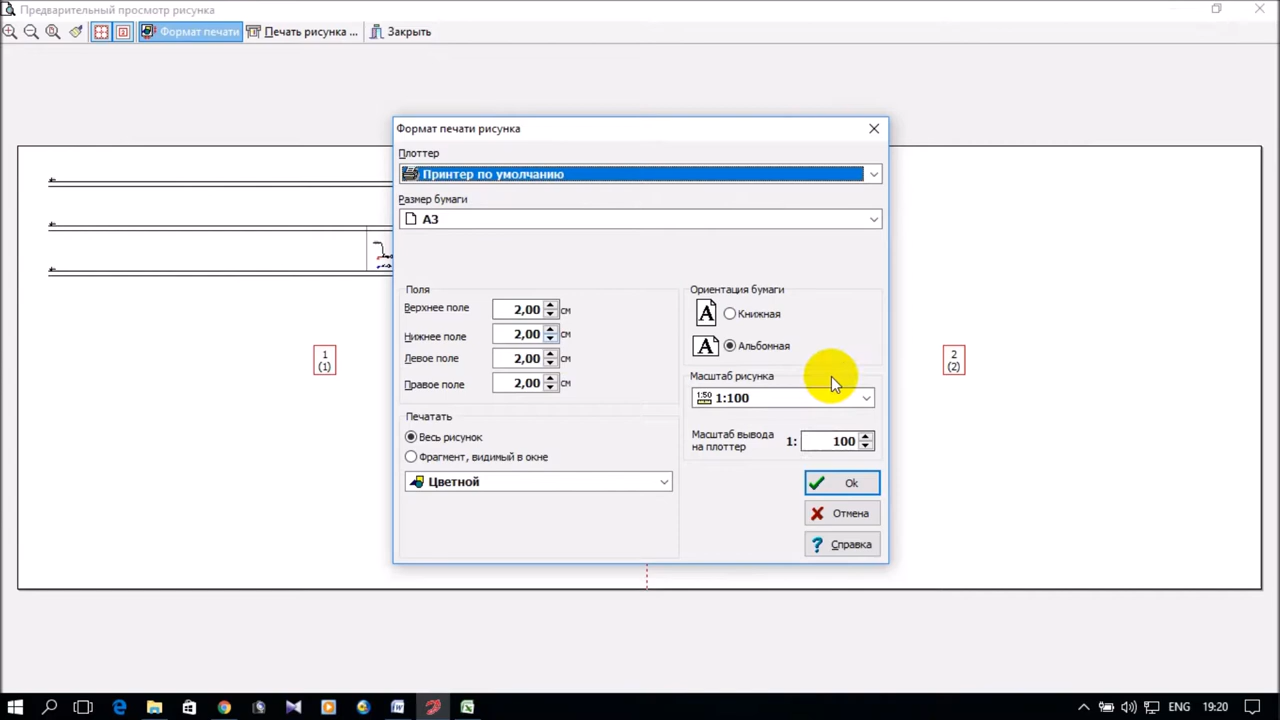 Предварительный просмотр рисунка
Формат печати Печать рисунка ... Закрыть
Формат печати рисунка
Плоттер
Принтер по умолчанию
Размер бумаги
A3
Поля
Верхнее поле 2,00 см
Нижнее поле 2,00 см
Левое поле 2,00 см
Правое поле 2,00 см
Ориентация бумаги
A Книжная
A Альбомная
Масштаб рисунка
1:50 1:100
Масштаб вывода
на плоттер 1: 100
Печатать
Весь рисунок
Фрагмент, видимый в окне
Цветной
Ok
Отмена
? Справка
1
(1)
2
(2)
ENG 19:20